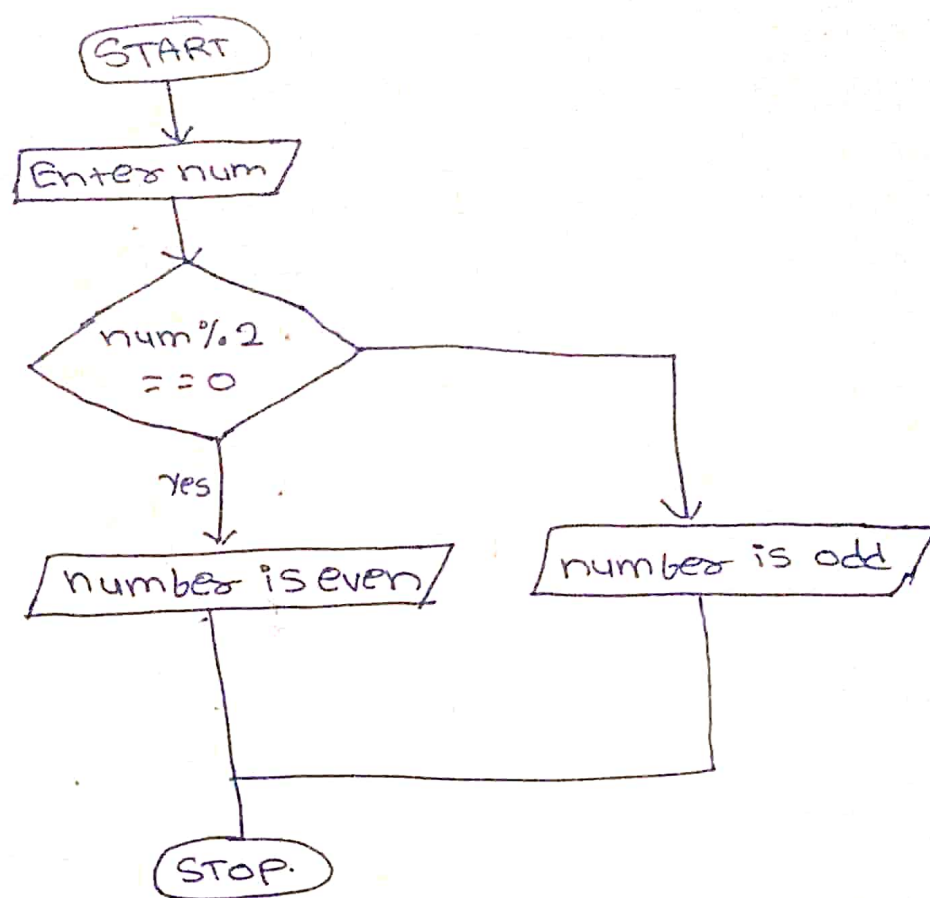 START
Enter num
num%2
==0
Yes
number is even
number is odd
STOP.